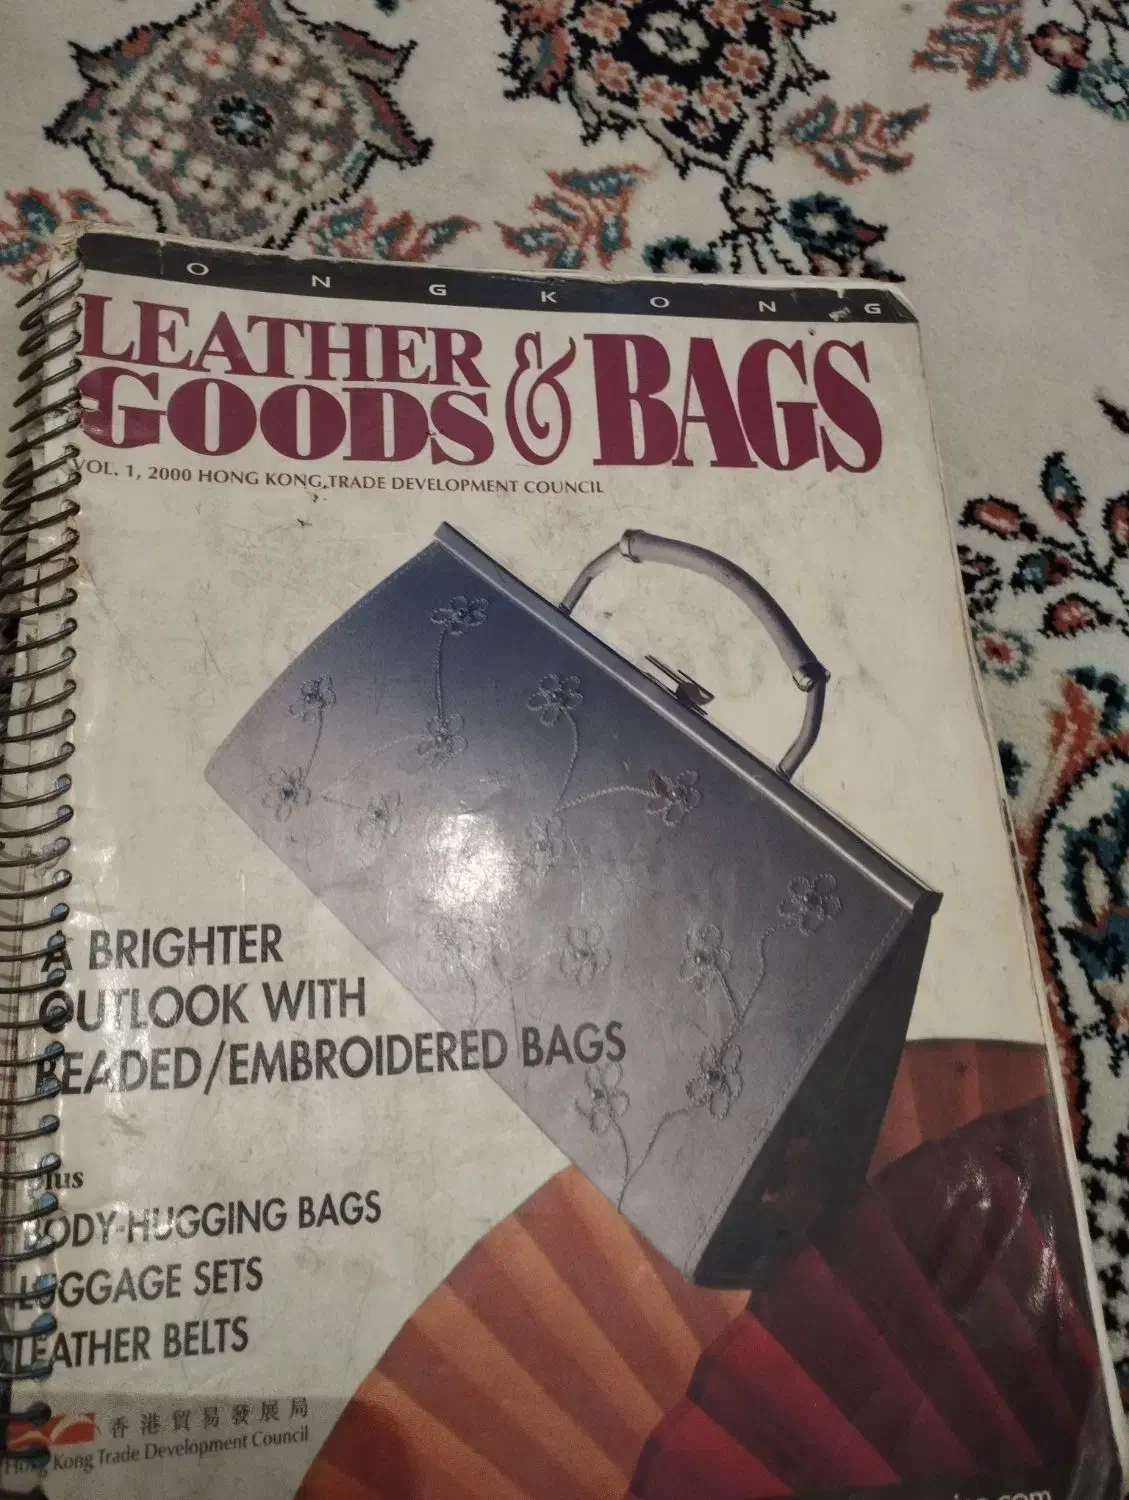 O N G K O N G
LEATHER
GOODS & BAGS
VOL. 1, 2000 HONG KONG TRADE DEVELOPMENT COUNCIL
A BRIGHTER
OUTLOOK WITH
BEADED/EMBROIDERED BAGS
plus
BODY-HUGGING BAGS
LUGGAGE SETS
LEATHER BELTS
香港貿易發展局
Hong Kong Trade Development Council